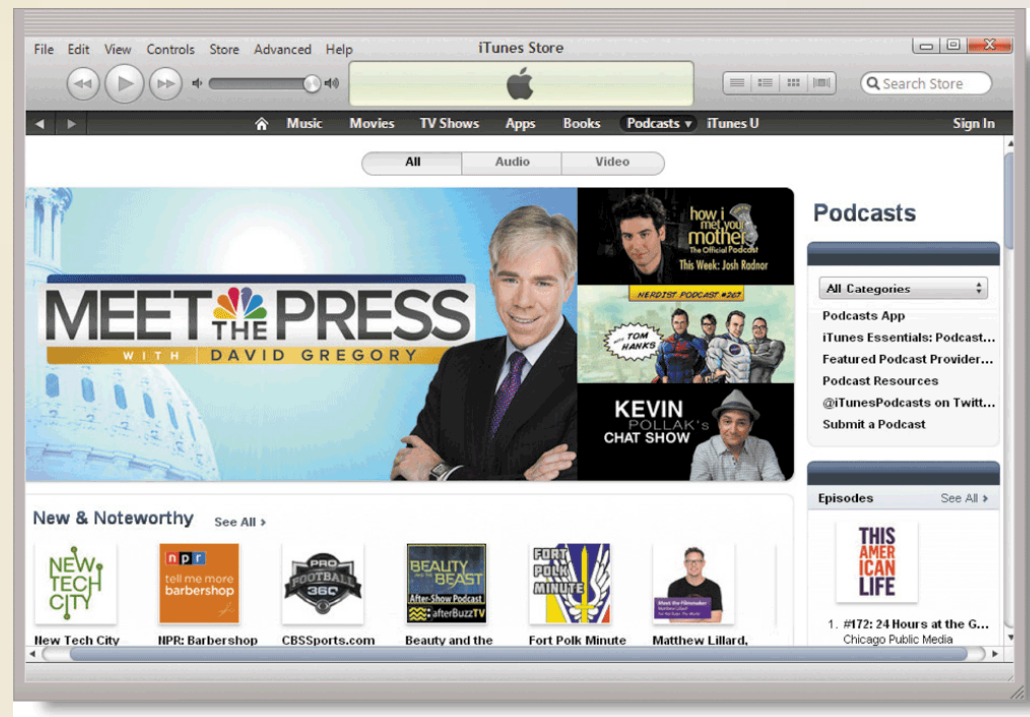 File Edit View Controls Store Advanced Help
iTunes Store
Search Store
Music Movies TV Shows Apps Books Podcasts iTunes U
Sign In
All Audio Video
MEET THE PRESS
WITH DAVID GREGORY
how i
met your
mother
The Official Podcast
This Week: Josh Radnor
NERDIST PODCAST #267
WITH TOM
HANKS
KEVIN
POLLAK's
CHAT SHOW
Podcasts
All Categories
Podcasts App
iTunes Essentials: Podcast...
Featured Podcast Provider...
Podcast Resources
@iTunesPodcasts on Twitt...
Submit a Podcast
New & Noteworthy See All ›
NEW
TECH
CITY
npr
tell me more
barbershop
PRO
FOOTBALL
360
BEAUTY
AND THE
BEAST
After-Show Podcast
afterBuzzTV
FORT
POLK
MINUTE
Meet the Filmmaker
New Tech City
NPR: Barbershop
CBSSports.com
Beauty and the
Fort Polk Minute
Matthew Lillard,
Episodes See All ›
THIS
AMER
ICAN
LIFE
1. #172: 24 Hours at the G...
Chicago Public Media